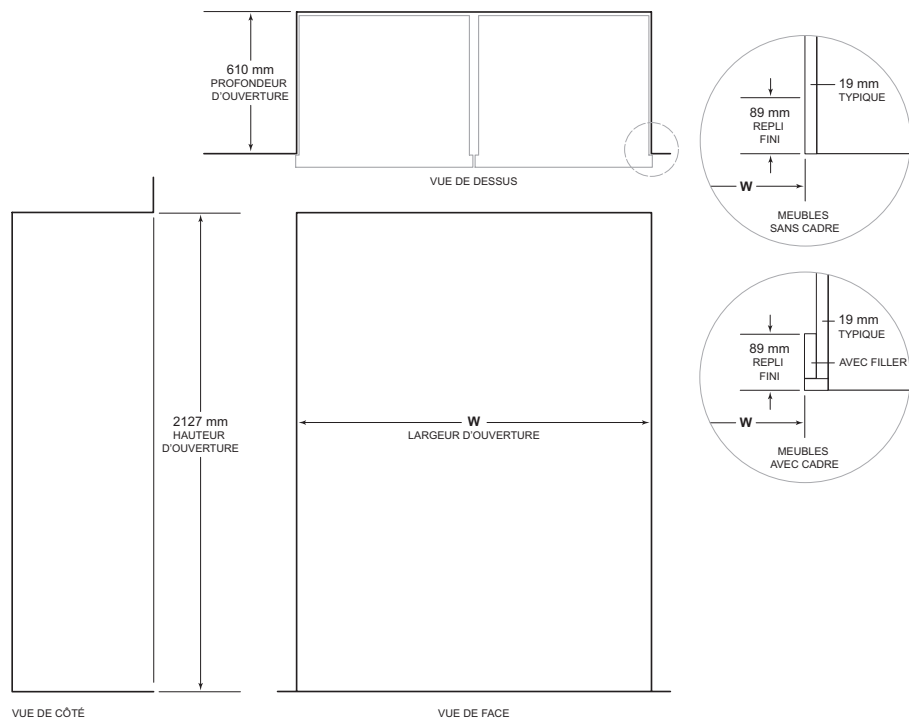 610 mm
PROFONDEUR
D'OUVERTURE
VUE DE DESSUS
19 mm
TYPIQUE
89 mm
REPLI
FINI
W
MEUBLES
SANS CADRE
19 mm
TYPIQUE
89 mm
REPLI
FINI
AVEC FILLER
W
MEUBLES
AVEC CADRE
2127 mm
HAUTEUR
D'OUVERTURE
W
LARGEUR D'OUVERTURE
VUE DE CÔTÉ
VUE DE FACE